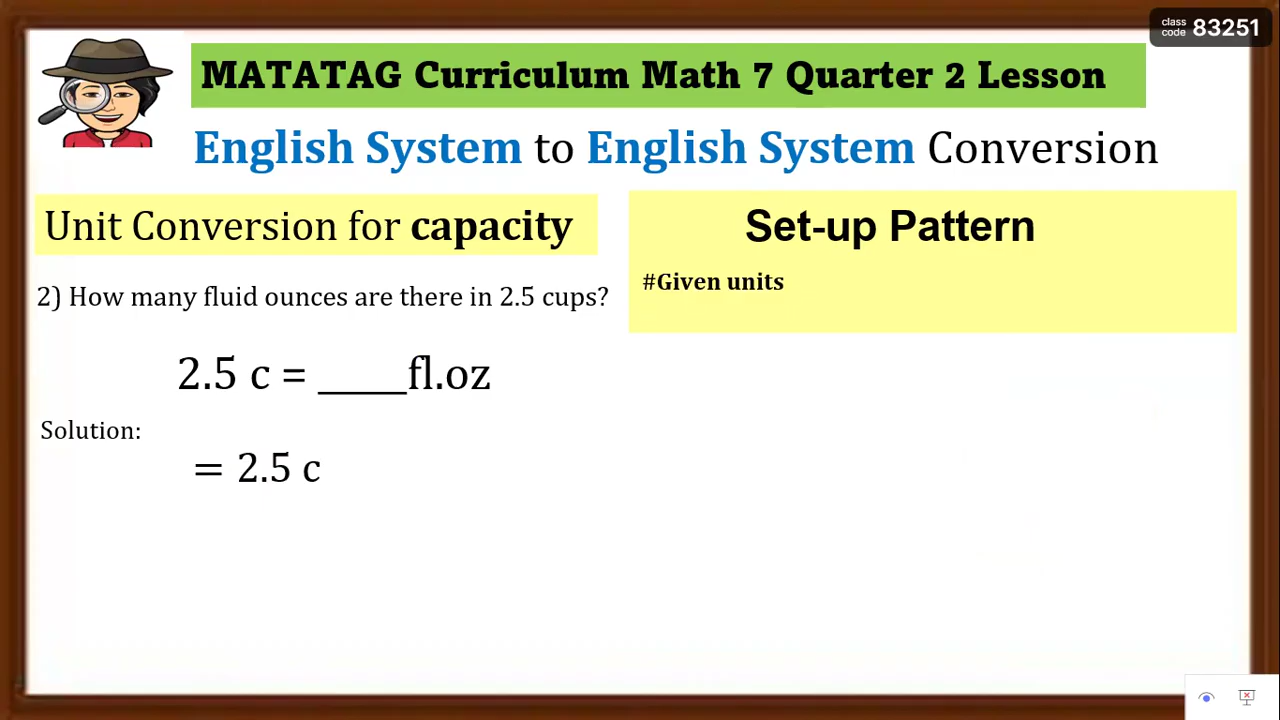 class code 83251
MATATAG Curriculum Math 7 Quarter 2 Lesson
English System to English System Conversion
Unit Conversion for capacity
2) How many fluid ounces are there in 2.5 cups?
2.5 c = _____fl.oz
Solution:
= 2.5 c
Set-up Pattern
#Given units